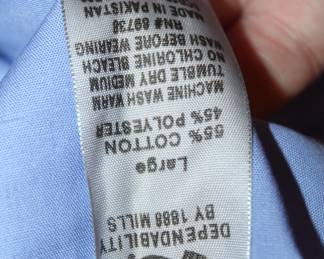 DEPENDABILITY
BY 1888 MILLS
Large
55% COTTON
45% POLYESTER
MACHINE WASH WARM
TUMBLE DRY MEDIUM
NO CHLORINE BLEACH
WASH BEFORE WEARING
RN# 69738
MADE IN PAKISTAN